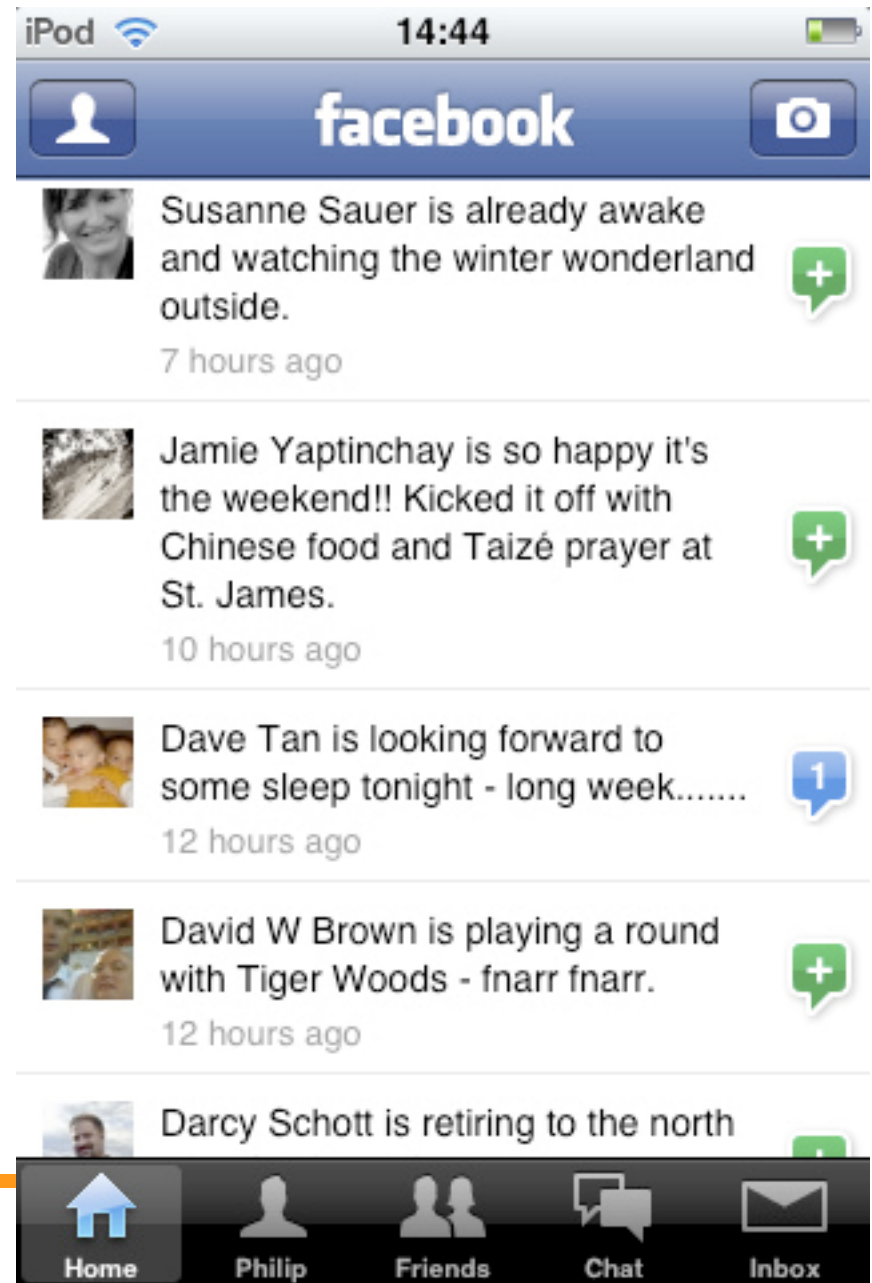 iPod 14:44
facebook
Susanne Sauer is already awake
and watching the winter wonderland
outside.
7 hours ago
Jamie Yaptinchay is so happy it's
the weekend!! Kicked it off with
Chinese food and Taizé prayer at
St. James.
10 hours ago
Dave Tan is looking forward to
some sleep tonight - long week.......
1
12 hours ago
David W Brown is playing a round
with Tiger Woods - fnarr fnarr.
12 hours ago
Darcy Schott is retiring to the north
Home Philip Friends Chat Inbox